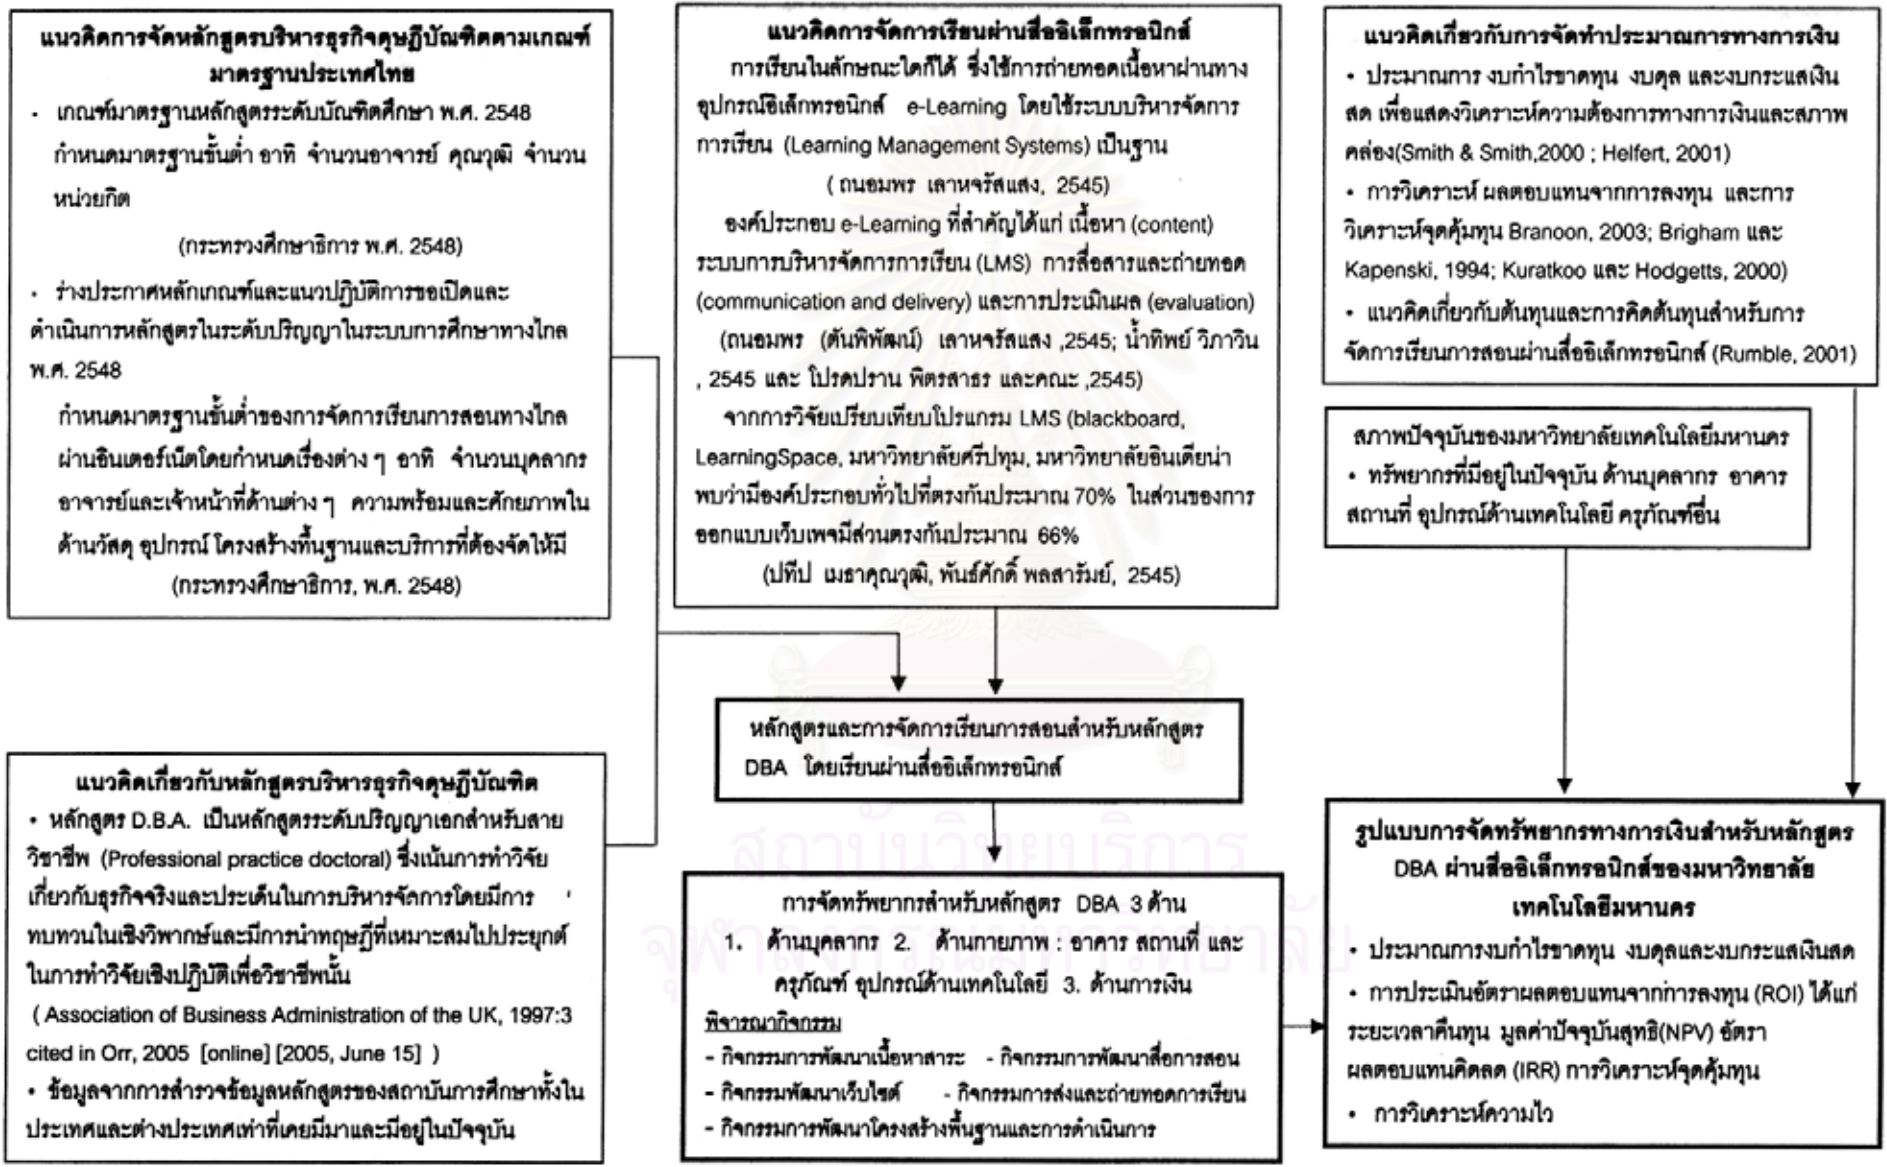 แนวคิดการจัดหลักสูตรบริหารธุรกิจดุษฎีบัณฑิตตามเกณฑ์
มาตรฐานประเทศไทย
· เกณฑ์มาตรฐานหลักสูตรระดับบัณฑิตศึกษา พ.ศ. 2548
กำหนดมาตรฐานขั้นต่ำ อาทิ จำนวนอาจารย์ คุณวุฒิ จำนวน
หน่วยกิต
(กระทรวงศึกษาธิการ พ.ศ. 2548)
· ร่างประกาศหลักเกณฑ์และแนวปฏิบัติการขอเปิดและ
ดำเนินการหลักสูตรในระดับปริญญาในระบบการศึกษาทางไกล
พ.ศ. 2548
กำหนดมาตรฐานขั้นต่ำของการจัดการเรียนการสอนทางไกล
ผ่านอินเตอร์เน็ตโดยกำหนดเรื่องต่าง ๆ อาทิ จำนวนบุคลากร
อาจารย์และเจ้าหน้าที่ด้านต่าง ๆ ความพร้อมและศักยภาพใน
ด้านวัสดุ อุปกรณ์ โครงสร้างพื้นฐานและบริการที่ต้องจัดให้มี
(กระทรวงศึกษาธิการ, พ.ศ. 2548)
แนวคิดการจัดการเรียนผ่านสื่ออิเล็กทรอนิกส์
การเรียนในลักษณะใดก็ได้ ซึ่งใช้การถ่ายทอดเนื้อหาผ่านทาง
อุปกรณ์อิเล็กทรอนิกส์ e-Learning โดยใช้ระบบบริหารจัดการ
การเรียน (Learning Management Systems) เป็นฐาน
( ถนอมพร เลาหจรัสแสง, 2545)
องค์ประกอบ e-Learning ที่สำคัญได้แก่ เนื้อหา (content)
ระบบการบริหารจัดการการเรียน (LMS) การสื่อสารและถ่ายทอด
(communication and delivery) และการประเมินผล (evaluation)
(ถนอมพร (ตันพิพัฒน์) เลาหจรัสแสง ,2545; น้ำทิพย์ วิภาวิน
, 2545 และ โปรดปราน พิตรสาธร และคณะ ,2545)
จากการวิจัยเปรียบเทียบโปรแกรม LMS (blackboard,
LearningSpace, มหาวิทยาลัยศรีปทุม, มหาวิทยาลัยอินเดียน่า
พบว่ามีองค์ประกอบทั่วไปที่ตรงกันประมาณ 70% ในส่วนของการ
ออกแบบเว็บเพจมีส่วนตรงกันประมาณ 66%
(ปทีป เมธาคุณวุฒิ, พันธ์ศักดิ์ พลสารัมย์, 2545)
แนวคิดเกี่ยวกับการจัดทำประมาณการทางการเงิน
• ประมาณการ งบกำไรขาดทุน งบดุล และงบกระแสเงิน
สด เพื่อแสดงวิเคราะห์ความต้องการทางการเงินและสภาพ
คล่อง(Smith & Smith,2000 ; Helfert, 2001)
• การวิเคราะห์ ผลตอบแทนจากการลงทุน และการ
วิเคราะห์จุดคุ้มทุน Branoon, 2003; Brigham และ
Kapenski, 1994; Kuratkoo และ Hodgetts, 2000)
• แนวคิดเกี่ยวกับต้นทุนและการคิดต้นทุนสำหรับการ
จัดการเรียนการสอนผ่านสื่ออิเล็กทรอนิกส์ (Rumble, 2001)
สภาพปัจจุบันของมหาวิทยาลัยเทคโนโลยีมหานคร
• ทรัพยากรที่มีอยู่ในปัจจุบัน ด้านบุคลากร อาคาร
สถานที่ อุปกรณ์ด้านเทคโนโลยี ครุภัณฑ์อื่น
หลักสูตรและการจัดการเรียนการสอนสำหรับหลักสูตร
DBA โดยเรียนผ่านสื่ออิเล็กทรอนิกส์
แนวคิดเกี่ยวกับหลักสูตรบริหารธุรกิจดุษฎีบัณฑิต
• หลักสูตร D.B.A. เป็นหลักสูตรระดับปริญญาเอกสำหรับสาย
วิชาชีพ (Professional practice doctoral) ซึ่งเน้นการทำวิจัย
เกี่ยวกับธุรกิจจริงและประเด็นในการบริหารจัดการโดยมีการ
ทบทวนในเชิงวิพากษ์และมีการนำทฤษฎีที่เหมาะสมไปประยุกต์
ในการทำวิจัยเชิงปฏิบัติเพื่อวิชาชีพนั้น
( Association of Business Administration of the UK, 1997:3
cited in Orr, 2005 [online] [2005, June 15] )
• ข้อมูลจากการสำรวจข้อมูลหลักสูตรของสถาบันการศึกษาทั้งใน
ประเทศและต่างประเทศเท่าที่เคยมีมาและมีอยู่ในปัจจุบัน
สถาบันวิทยบริการ
จุฬาลงกรณ์มหาวิทยาลัย
การจัดทรัพยากรสำหรับหลักสูตร DBA 3 ด้าน
1. ด้านบุคลากร 2. ด้านกายภาพ : อาคาร สถานที่ และ
ครุภัณฑ์ อุปกรณ์ด้านเทคโนโลยี 3. ด้านการเงิน
พิจารณากิจกรรม
- กิจกรรมการพัฒนาเนื้อหาสาระ - กิจกรรมการพัฒนาสื่อการสอน
- กิจกรรมพัฒนาเว็บไซต์ - กิจกรรมการส่งและถ่ายทอดการเรียน
- กิจกรรมการพัฒนาโครงสร้างพื้นฐานและการดำเนินการ
รูปแบบการจัดทรัพยากรทางการเงินสำหรับหลักสูตร
DBA ผ่านสื่ออิเล็กทรอนิกส์ของมหาวิทยาลัย
เทคโนโลยีมหานคร
• ประมาณการงบกำไรขาดทุน งบดุลและงบกระแสเงินสด
• การประเมินอัตราผลตอบแทนจากการลงทุน (ROI) ได้แก่
ระยะเวลาคืนทุน มูลค่าปัจจุบันสุทธิ(NPV) อัตรา
ผลตอบแทนคิดลด (IRR) การวิเคราะห์จุดคุ้มทุน
• การวิเคราะห์ความไว